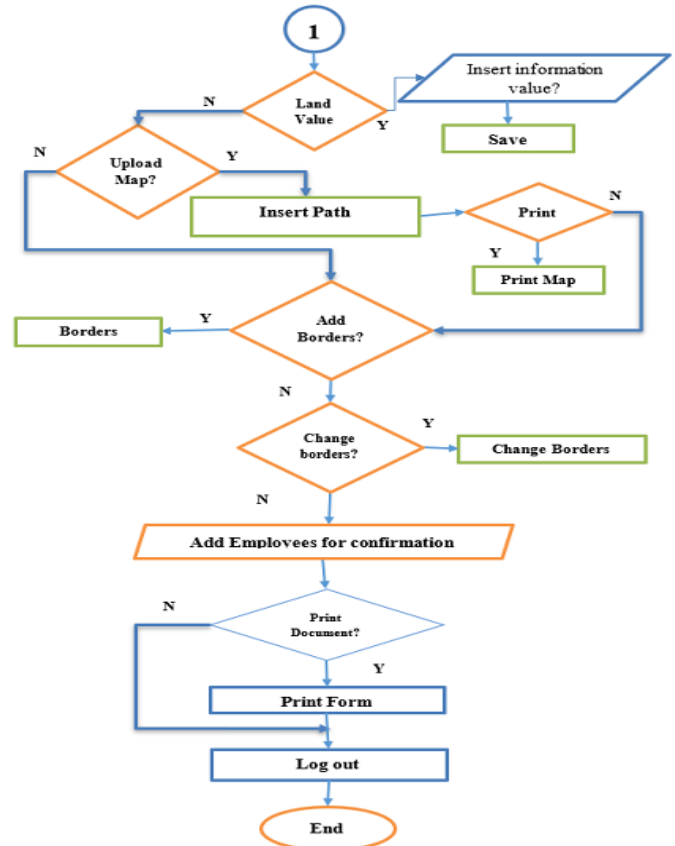 1
Land
Value
N
Y
Insert information
value?
Save
Upload
Map?
N
Y
Insert Path
Print
N
Y
Print Map
Add
Borders?
Y
Borders
N
Change
borders?
Y
Change Borders
N
Add Employees for confirmation
Print
Document?
N
Y
Print Form
Log out
End